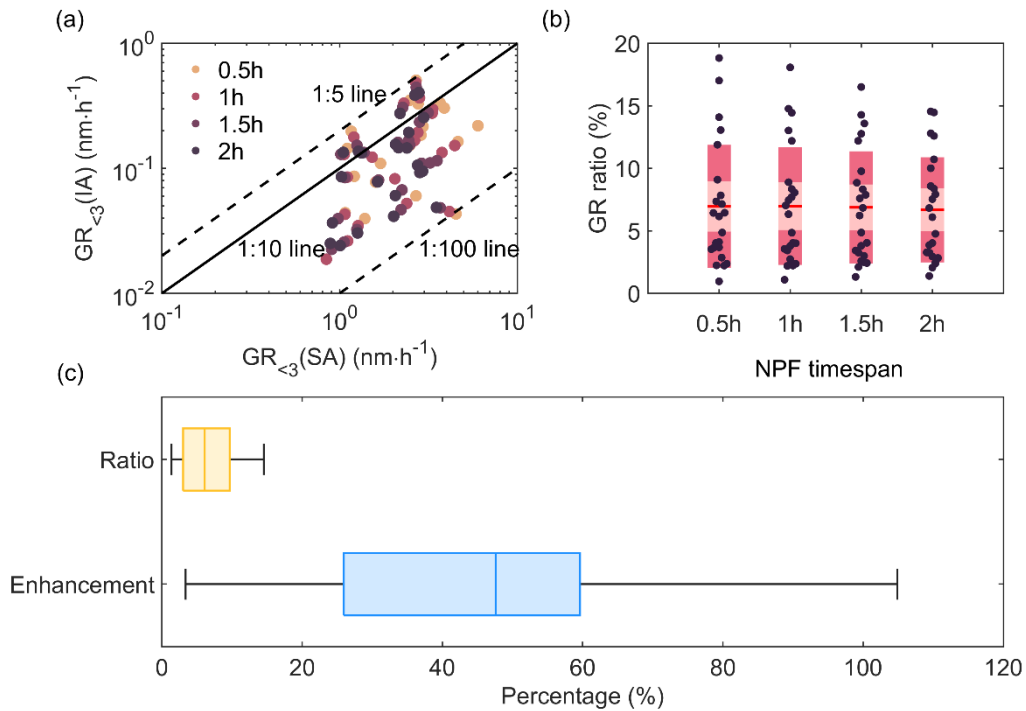 (a)
10⁰
10⁻¹
10⁻²
GR<3(IA) (nm·h⁻¹)
0.5h
1h
1.5h
2h
1:5 line
1:10 line
1:100 line
10⁻¹
10⁰
10¹
GR<3(SA) (nm·h⁻¹)
(b)
20
15
10
5
0
GR ratio (%)
0.5h
1h
1.5h
2h
NPF timespan
(c)
Ratio
Enhancement
0
20
40
60
80
100
120
Percentage (%)